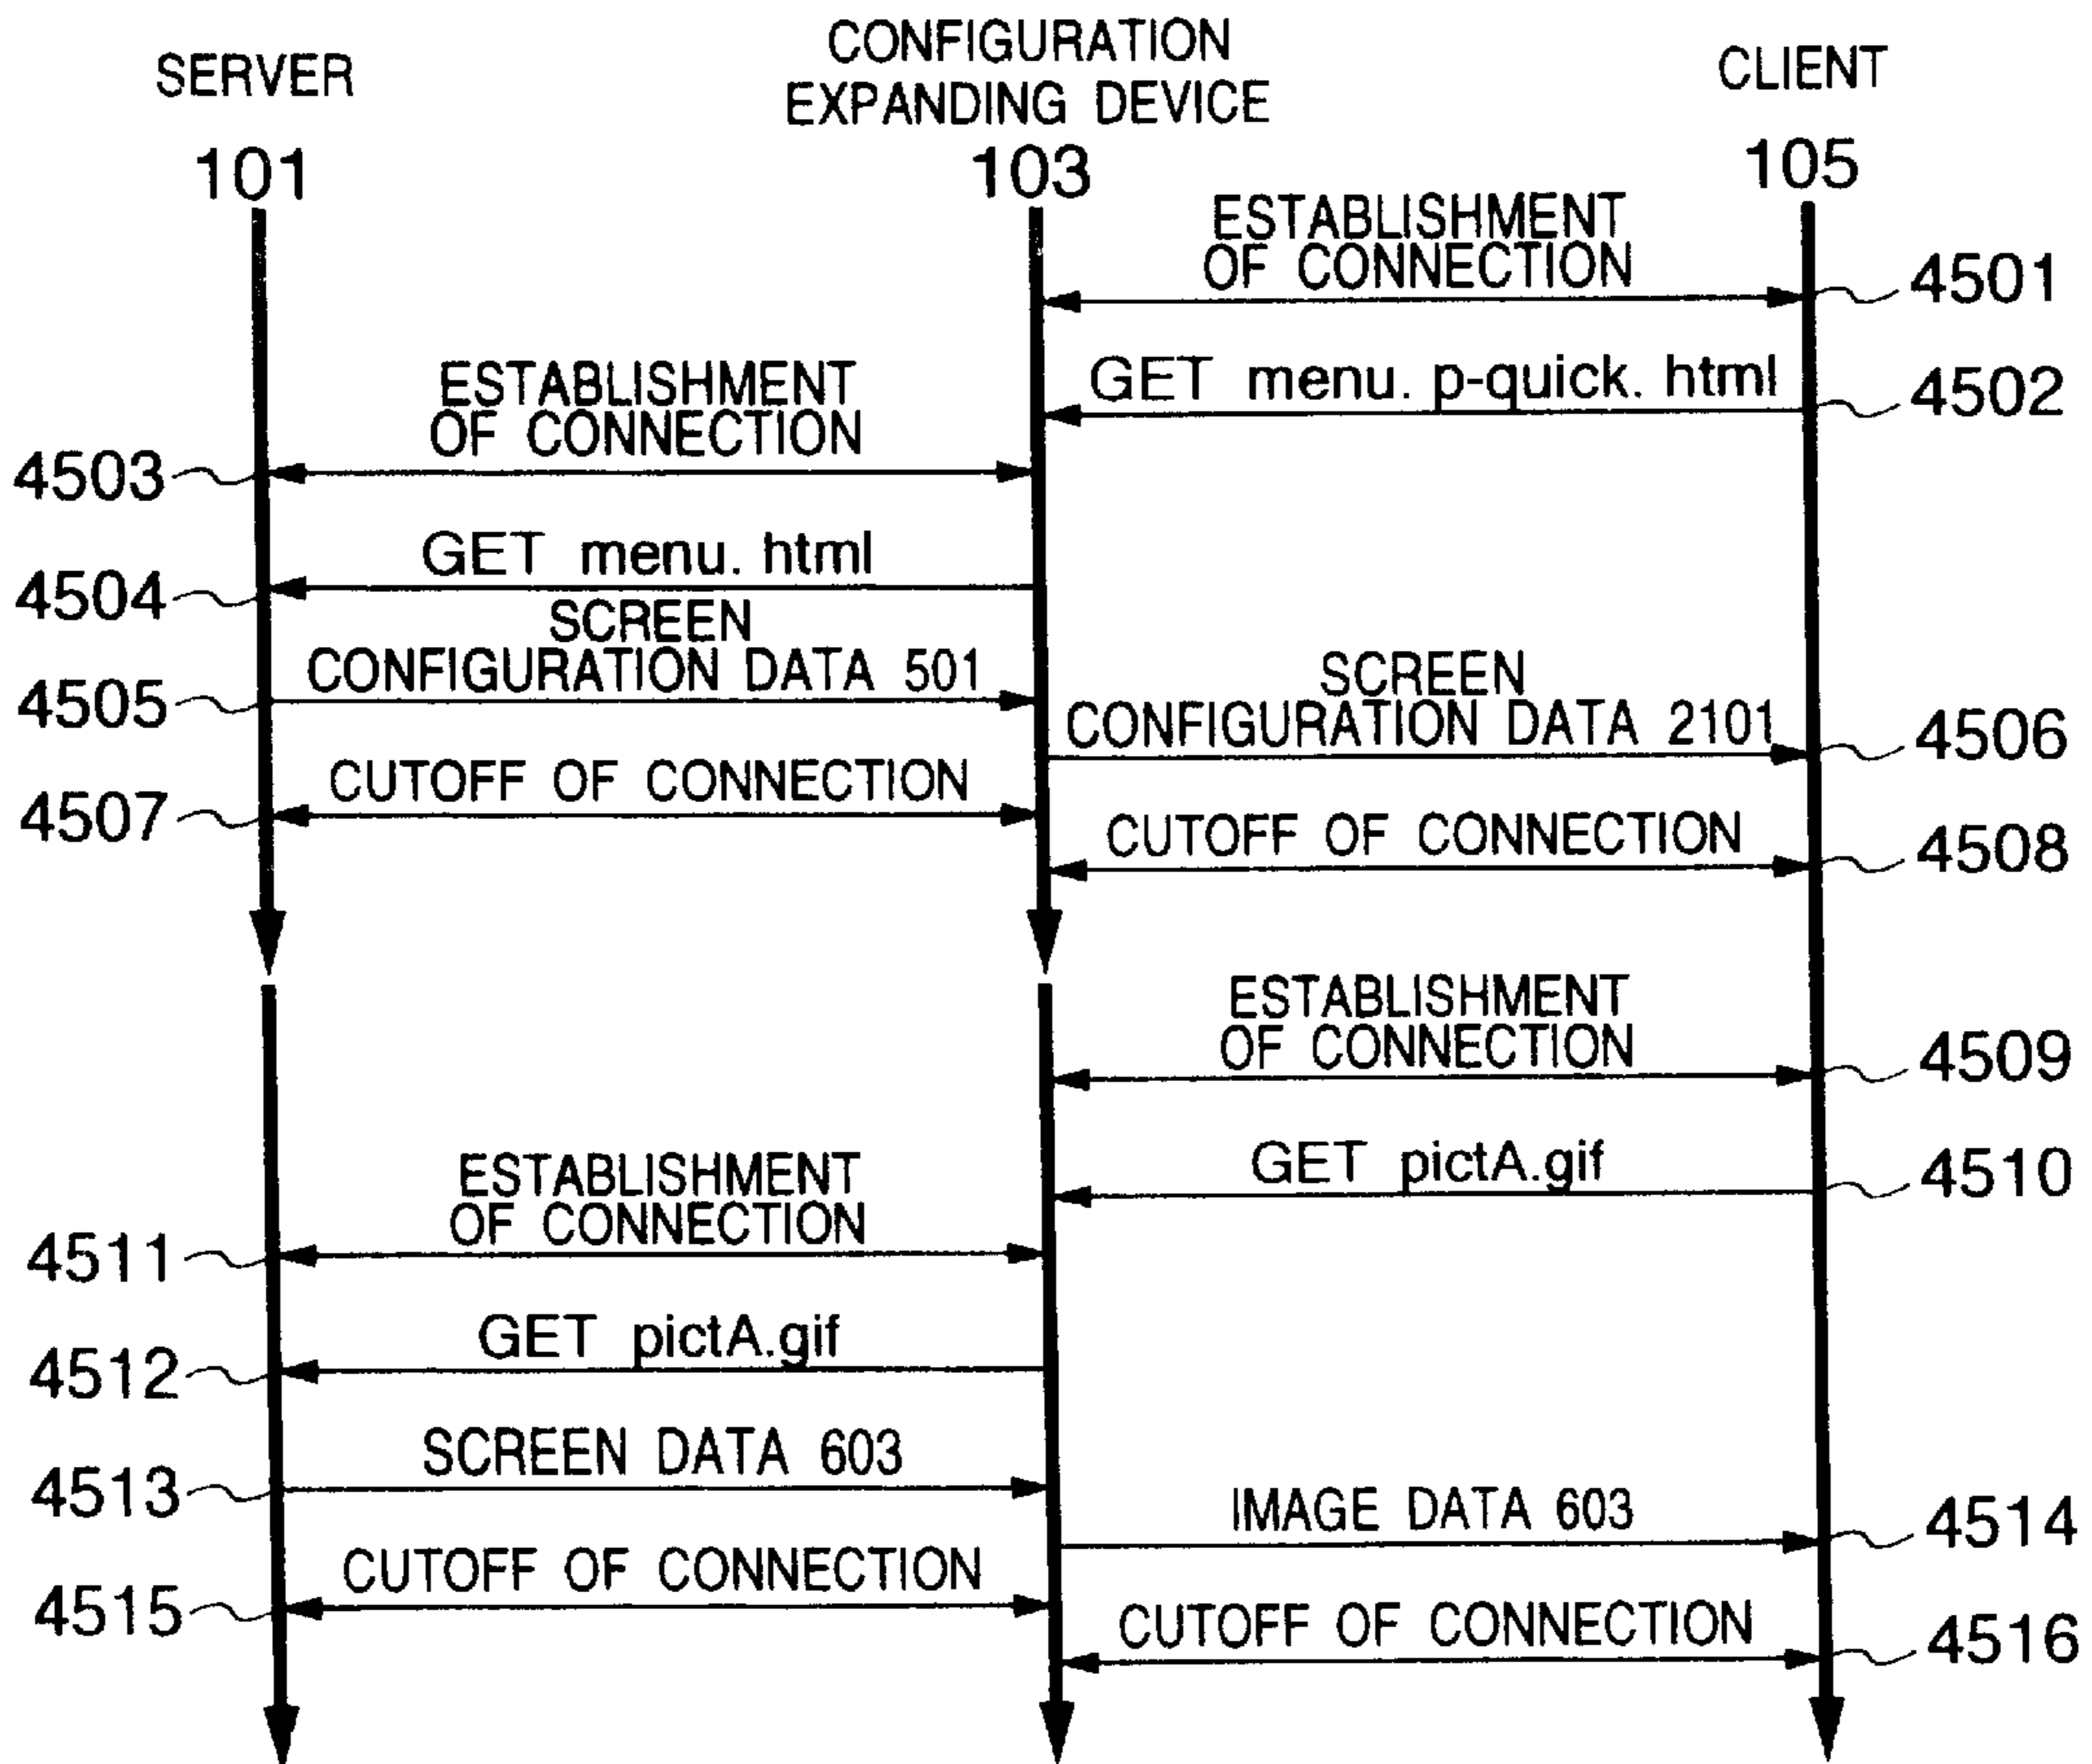 SERVER
101
CONFIGURATION
EXPANDING DEVICE
103
CLIENT
105
ESTABLISHMENT
OF CONNECTION
4501
GET menu. p-quick. html
4502
ESTABLISHMENT
OF CONNECTION
4503
GET menu. html
4504
SCREEN
CONFIGURATION DATA 501
4505
SCREEN
CONFIGURATION DATA 2101
4506
CUTOFF OF CONNECTION
4507
CUTOFF OF CONNECTION
4508
ESTABLISHMENT
OF CONNECTION
4509
GET pictA.gif
4510
ESTABLISHMENT
OF CONNECTION
4511
GET pictA.gif
4512
SCREEN DATA 603
4513
IMAGE DATA 603
4514
CUTOFF OF CONNECTION
4515
CUTOFF OF CONNECTION
4516